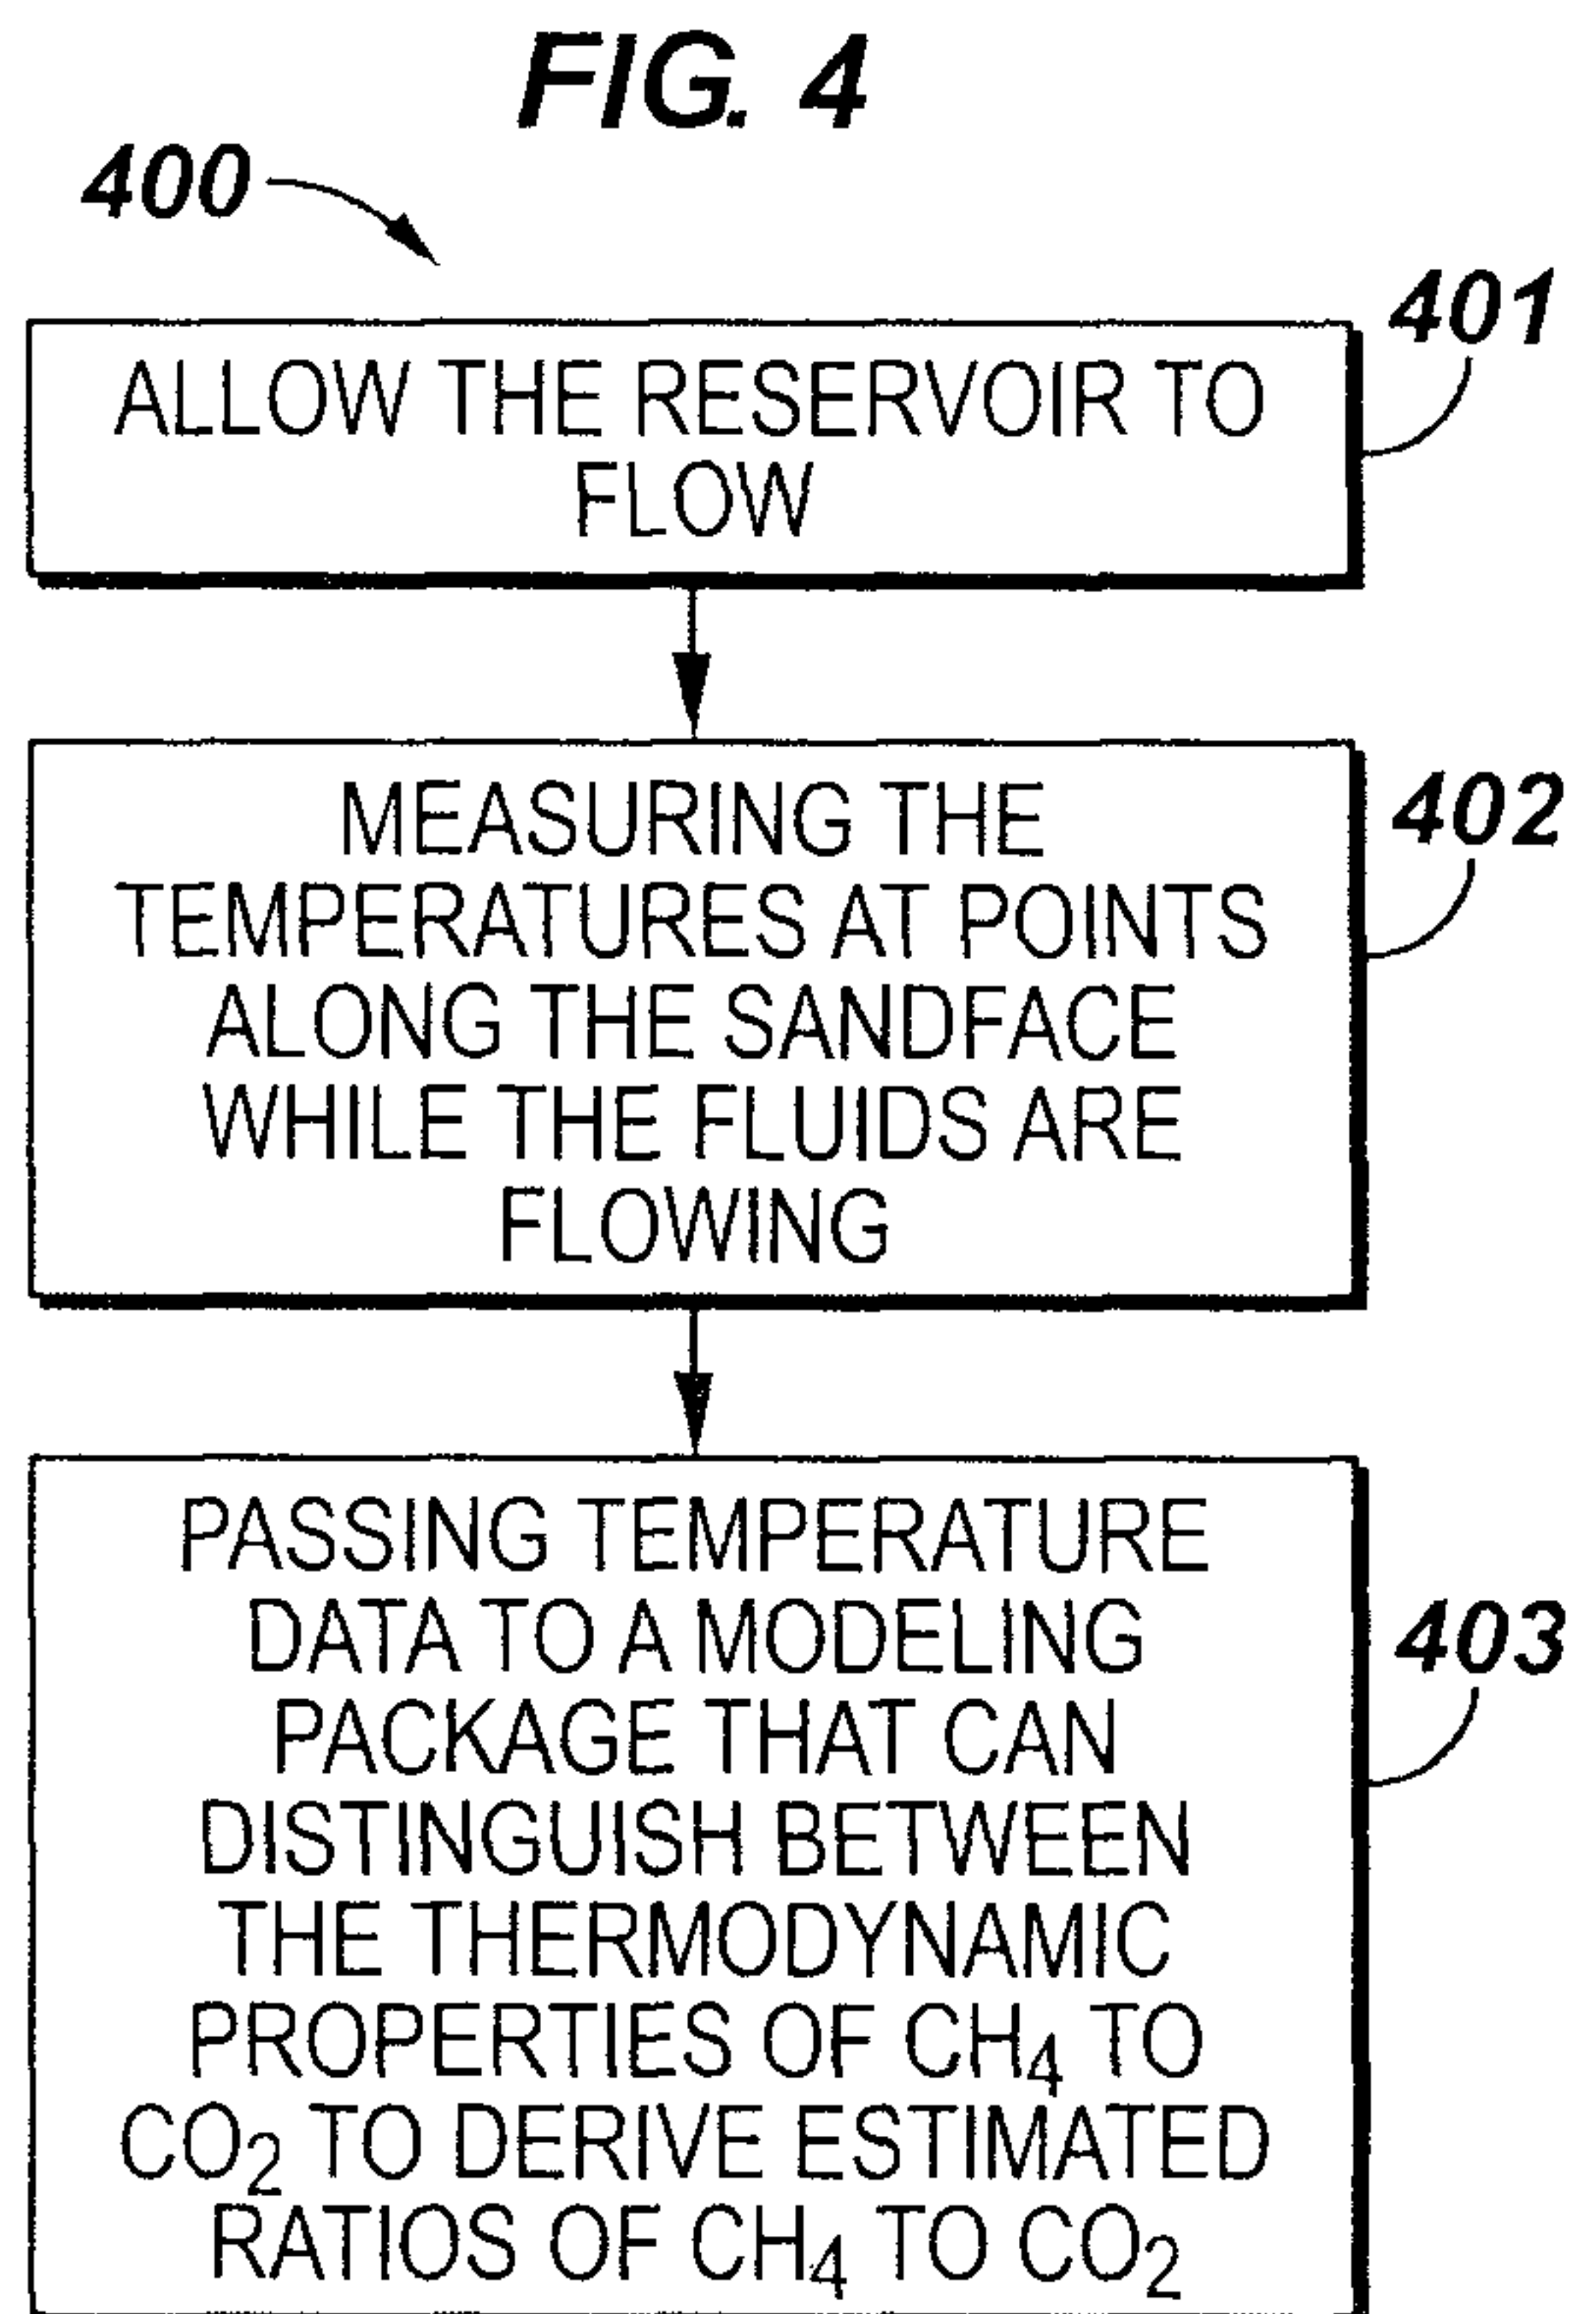 FIG. 4
400
401
ALLOW THE RESERVOIR TO
FLOW
402
MEASURING THE
TEMPERATURES AT POINTS
ALONG THE SANDFACE
WHILE THE FLUIDS ARE
FLOWING
403
PASSING TEMPERATURE
DATA TO A MODELING
PACKAGE THAT CAN
DISTINGUISH BETWEEN
THE THERMODYNAMIC
PROPERTIES OF CH₄ TO
CO₂ TO DERIVE ESTIMATED
RATIOS OF CH₄ TO CO₂